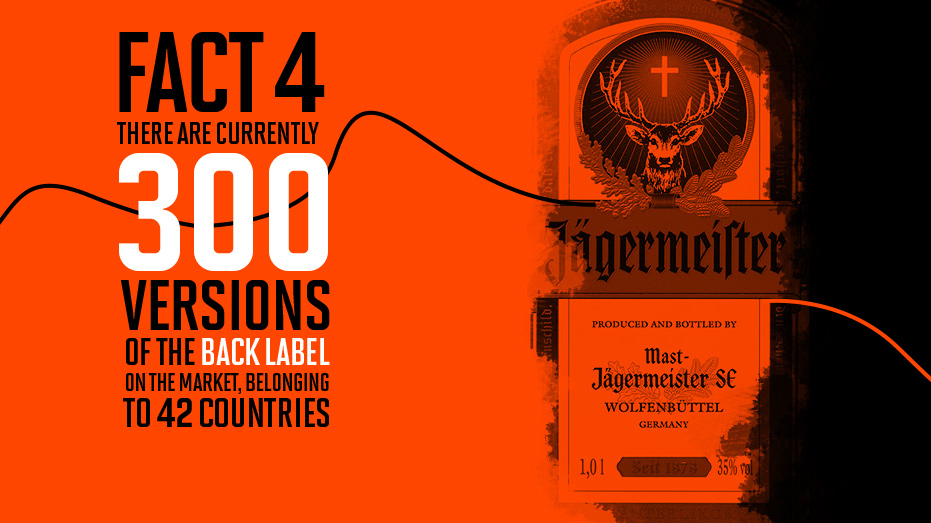 FACT 4
THERE ARE CURRENTLY
300
VERSIONS
OF THE BACK LABEL
ON THE MARKET, BELONGING
TO 42 COUNTRIES
Jägermeiſter
PRODUCED AND BOTTLED BY
Mast-
Jägermeister SE
WOLFENBÜTTEL
GERMANY
1,0 l
Seit 1878
35% vol